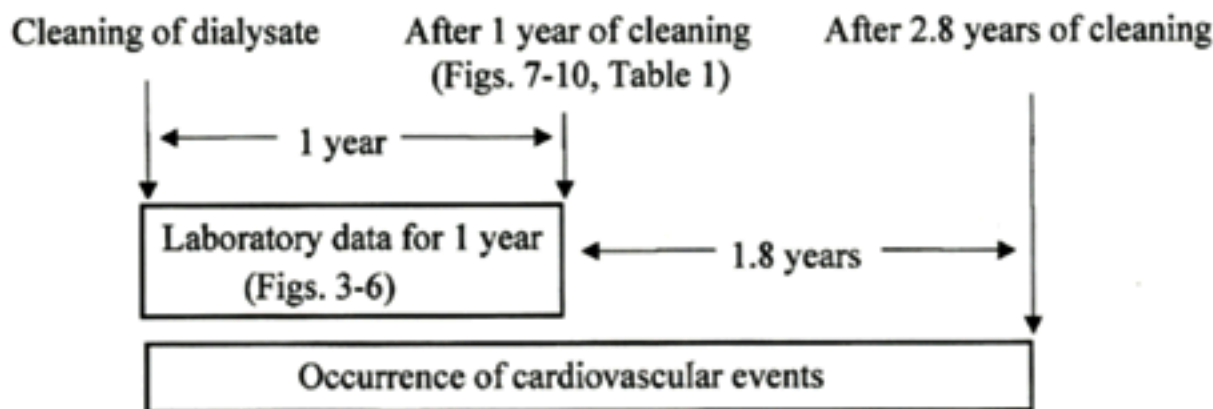 Cleaning of dialysate
After 1 year of cleaning
(Figs. 7-10, Table 1)
After 2.8 years of cleaning
1 year
Laboratory data for 1 year
(Figs. 3-6)
1.8 years
Occurrence of cardiovascular events